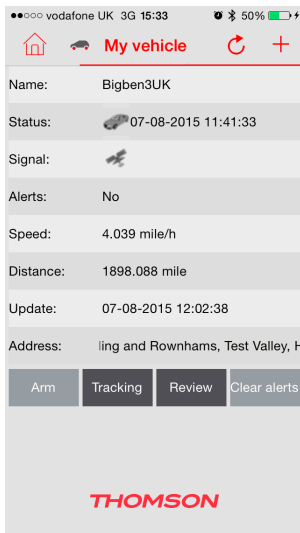 vodafone UK 3G 15:33 50%
My vehicle
Name: Bigben3UK
Status: 07-08-2015 11:41:33
Signal:
Alerts: No
Speed: 4.039 mile/h
Distance: 1898.088 mile
Update: 07-08-2015 12:02:38
Address: ling and Rownhams, Test Valley, H
Arm Tracking Review Clear alerts
THOMSON